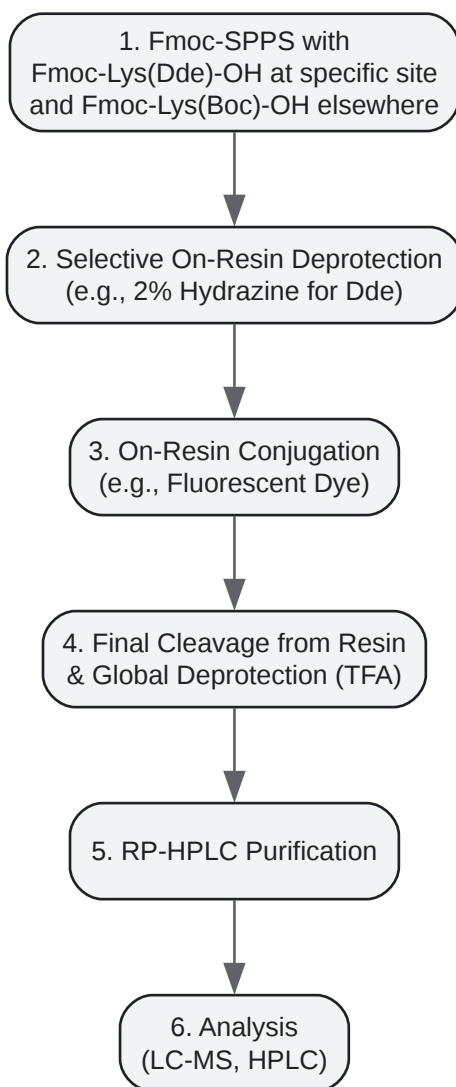 1. Fmoc-SPPS with
Fmoc-Lys(Dde)-OH at specific site
and Fmoc-Lys(Boc)-OH elsewhere
2. Selective On-Resin Deprotection
(e.g., 2% Hydrazine for Dde)
3. On-Resin Conjugation
(e.g., Fluorescent Dye)
4. Final Cleavage from Resin
& Global Deprotection (TFA)
5. RP-HPLC Purification
6. Analysis
(LC-MS, HPLC)